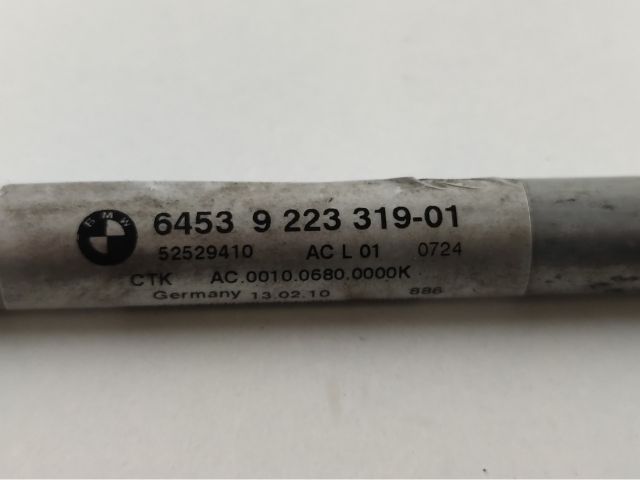 BMW
6453 9 223 319-01
52529410 AC L 01 0724
CTK AC.0010.0680.0000K
Germany 13.02.10 886